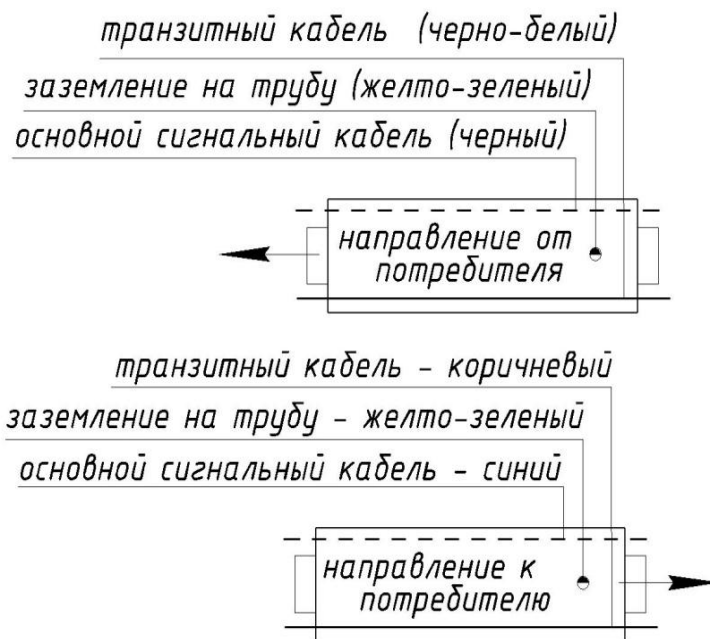 транзитный кабель (черно-белый)
заземление на трубу (желто-зеленый)
основной сигнальный кабель (черный)
направление от
потребителя
транзитный кабель - коричневый
заземление на трубу - желто-зеленый
основной сигнальный кабель - синий
направление к
потребителю